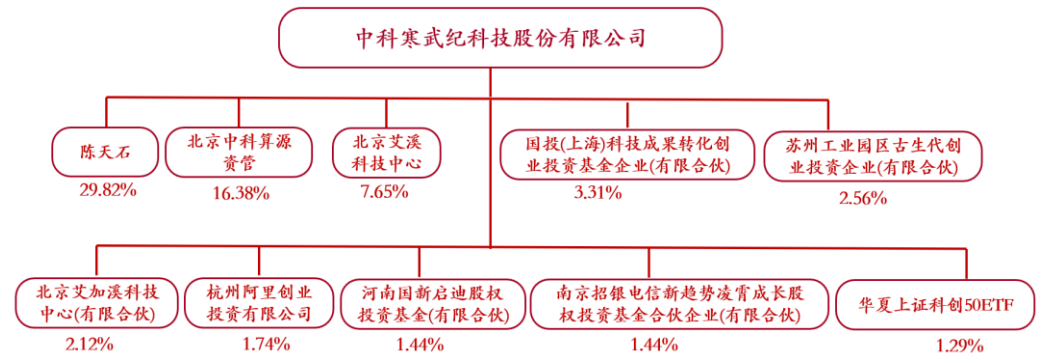 中科寒武纪科技股份有限公司
陈天石
29.82%
北京中科算源
资管
16.38%
北京艾溪
科技中心
7.65%
国投(上海)科技成果转化创
业投资基金企业(有限合伙)
3.31%
苏州工业园区古生代创
业投资企业(有限合伙)
2.56%
北京艾加溪科技
中心(有限合伙)
2.12%
杭州阿里创业
投资有限公司
1.74%
河南国新启迪股权
投资基金(有限合伙)
1.44%
南京招银电信新趋势凌霄成长股
权投资基金合伙企业(有限合伙)
1.44%
华夏上证科创50ETF
1.29%